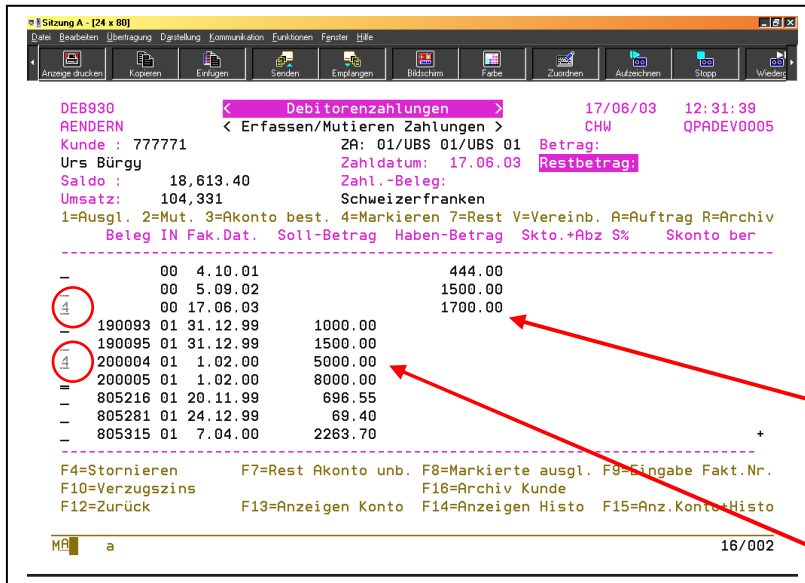 Sitzung A - [24 x 80]
Datei Bearbeiten Übertragung Darstellung Kommunikation Funktionen Fenster Hilfe
Anzeige drucken Kopieren Einfügen Senden Empfangen Bildschirm Farbe Zuordnen Aufzeichnen Stopp Wiederg
DEB930 < Debitorenzahlungen > 17/06/03 12:31:39
AENDERN < Erfassen/Mutieren Zahlungen > CHW QPADEV0005
Kunde : 777771 ZA: 01/UBS 01/UBS 01 Betrag:
Urs Bürgy Zahldatum: 17.06.03 Restbetrag:
Saldo : 18,613.40 Zahl.-Beleg:
Umsatz: 104,331 Schweizerfranken
1=Ausgl. 2=Mut. 3=Akonto best. 4=Markieren 7=Rest V=Vereinb. A=Auftrag R=Archiv
Beleg IN Fak.Dat. Soll-Betrag Haben-Betrag Skto.+Abz S% Skonto ber
_ 00 4.10.01 444.00
_ 00 5.09.02 1500.00
4 00 17.06.03 1700.00
_ 190093 01 31.12.99 1000.00
_ 190095 01 31.12.99 1500.00
4 200004 01 1.02.00 5000.00
_ 200005 01 1.02.00 8000.00
_ 805216 01 20.11.99 696.55
_ 805281 01 24.12.99 69.40
_ 805315 01 7.04.00 2263.70 +
F4=Stornieren F7=Rest Akonto unb. F8=Markierte ausgl. F9=Eingabe Fakt.Nr.
F10=Verzugszins F16=Archiv Kunde
F12=Zurück F13=Anzeigen Konto F14=Anzeigen Histo F15=Anz.Konto+Histo
MA a 16/002